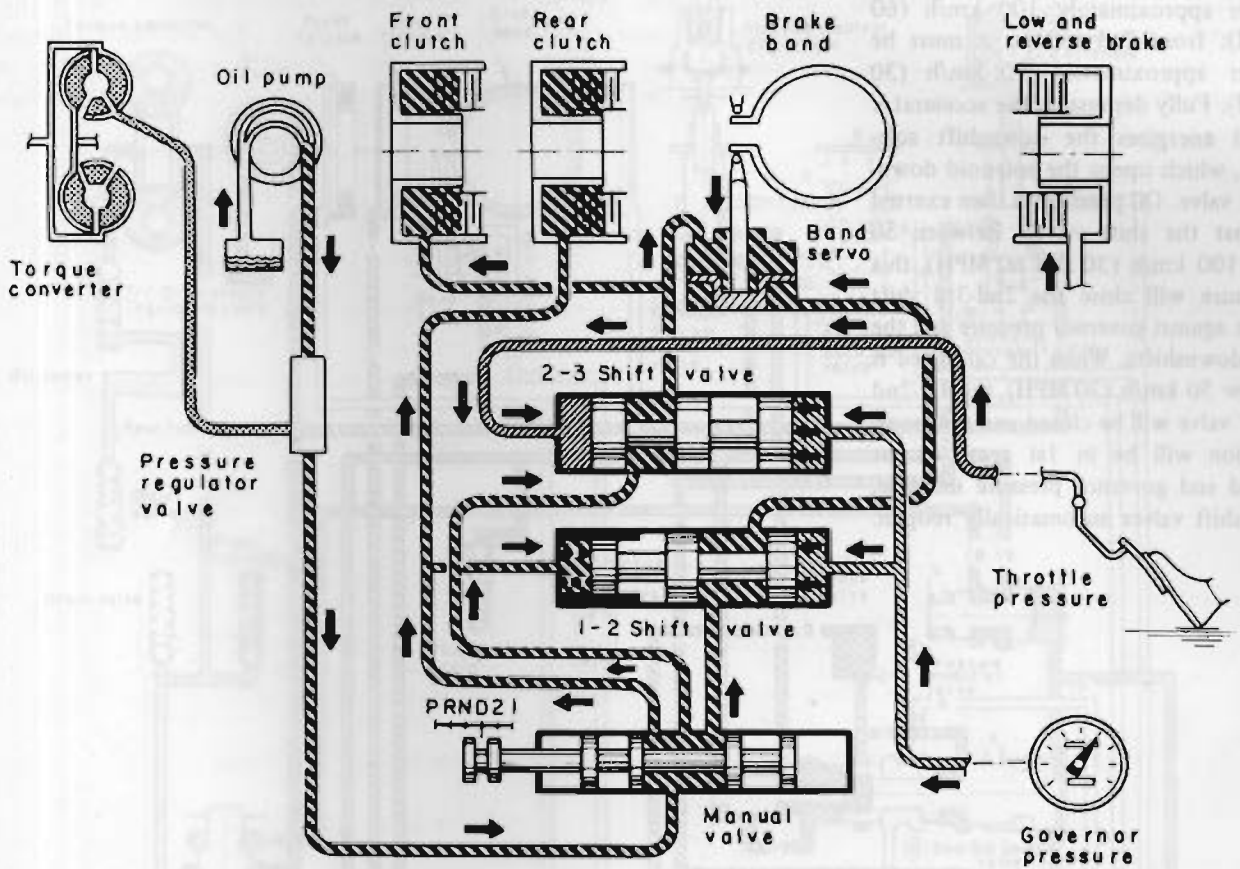 Front
clutch
Rear
clutch
Brake
band
Low and
reverse brake
Oil pump
Torque
converter
Band
servo
2-3 Shift valve
Pressure
regulator
valve
1-2 Shift valve
Throttle
pressure
PRND21
Manual
valve
Governor
pressure